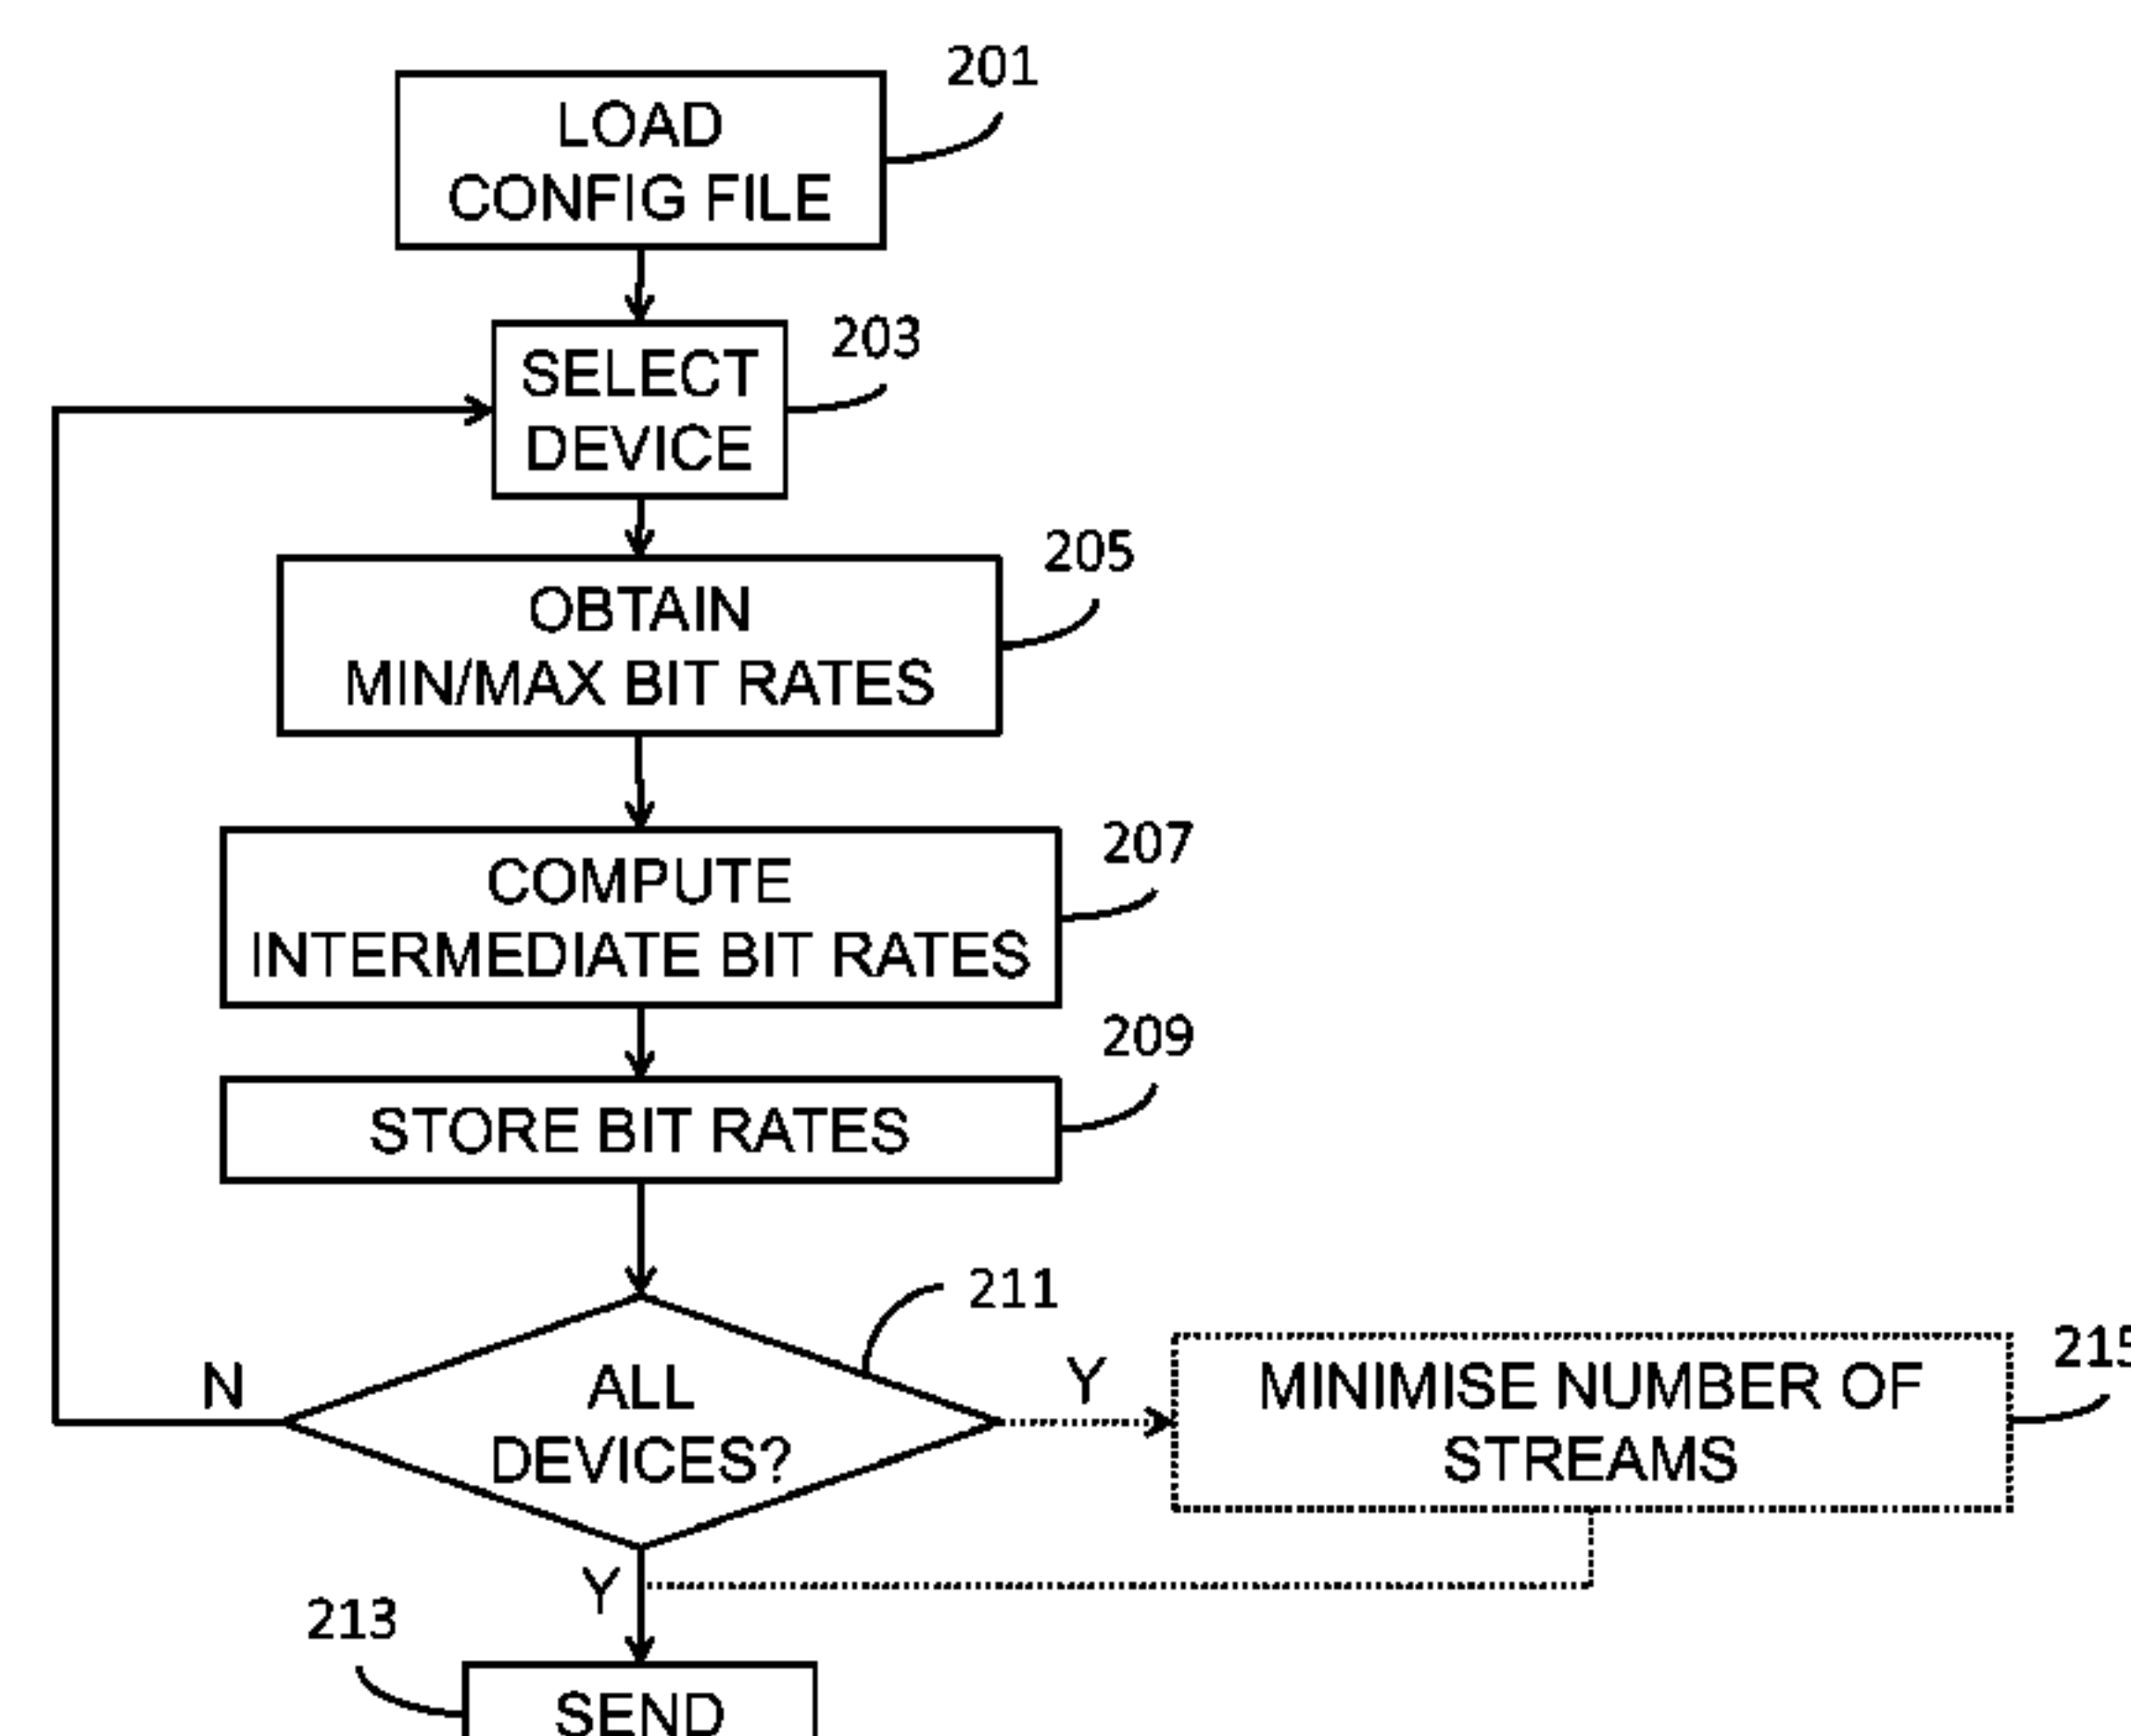 201
LOAD
CONFIG FILE
203
SELECT
DEVICE
205
OBTAIN
MIN/MAX BIT RATES
207
COMPUTE
INTERMEDIATE BIT RATES
209
STORE BIT RATES
211
N
ALL
DEVICES?
Y
MINIMISE NUMBER OF
STREAMS
215
Y
213
SEND